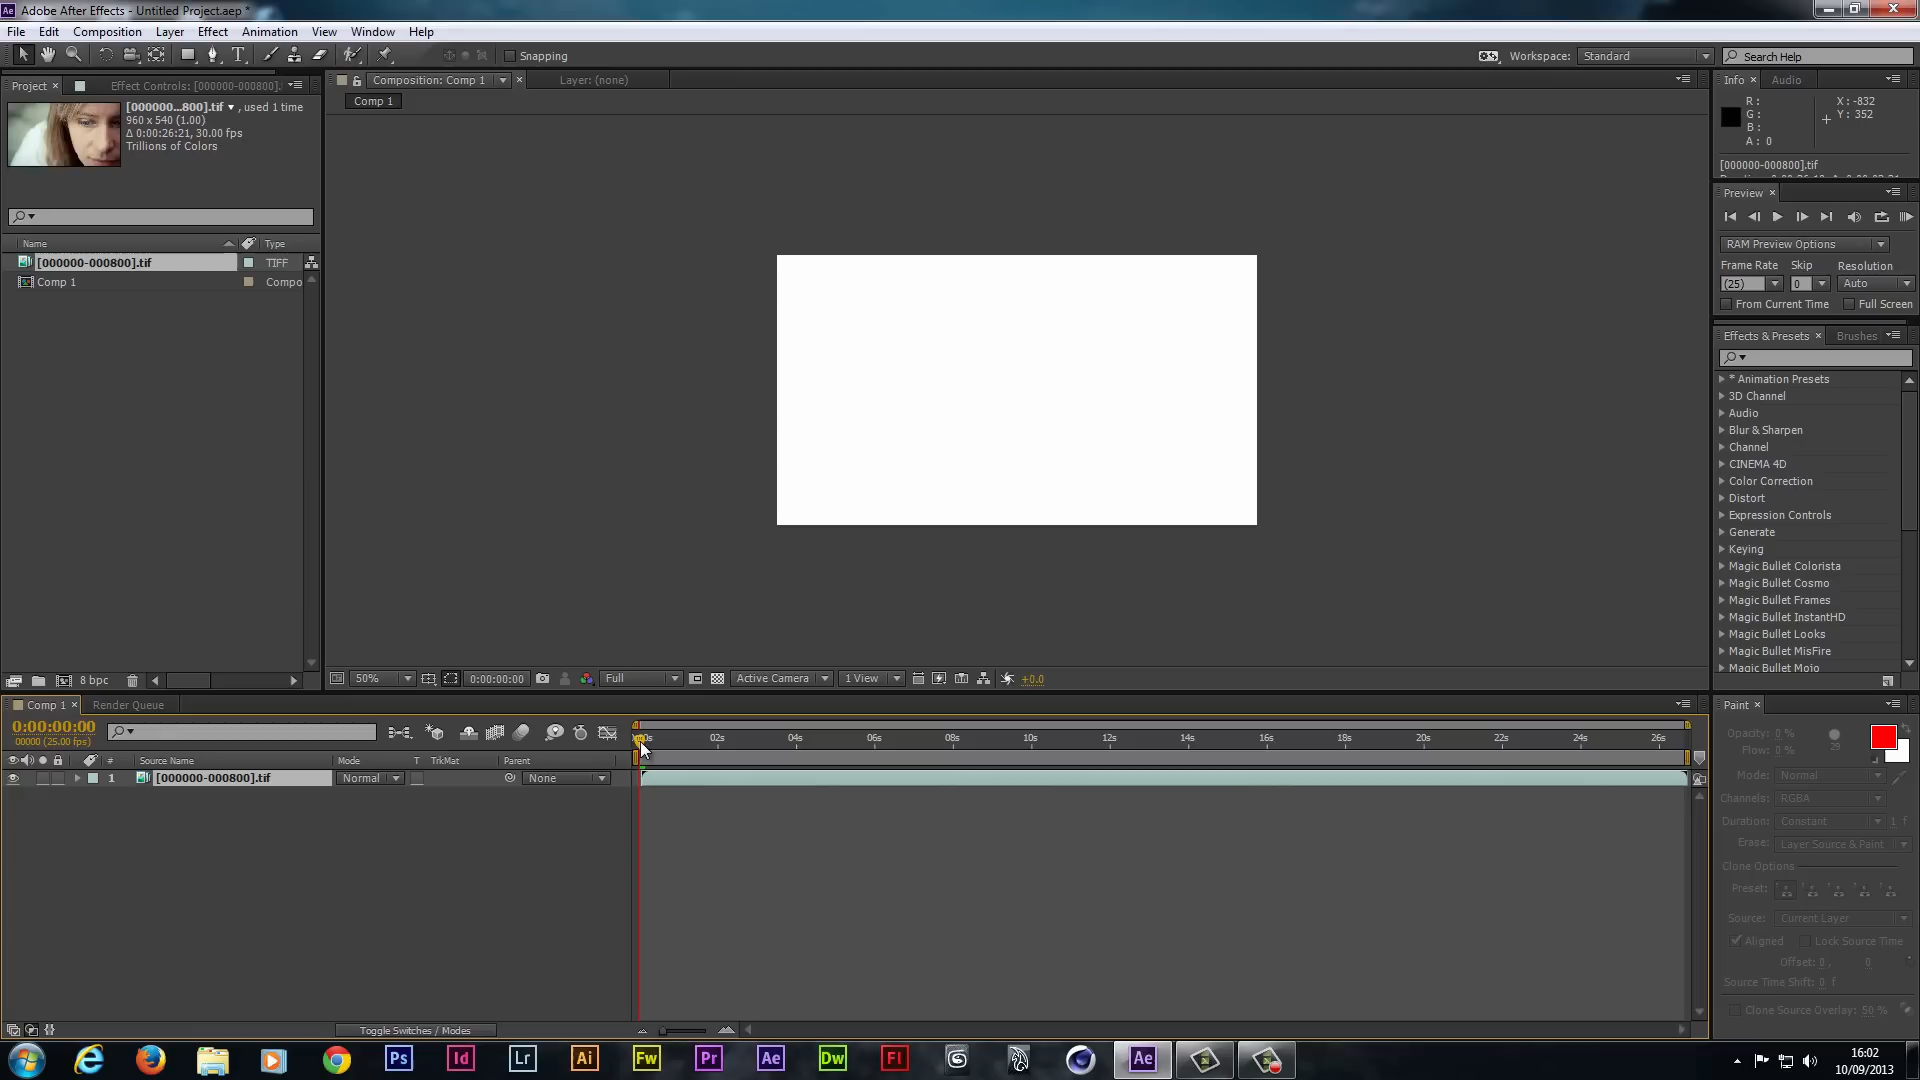 Adobe After Effects - Untitled Project.aep *
File Edit Composition Layer Effect Animation View Window Help
Snapping Workspace: Standard Search Help
Project Effect Controls: [000000-000800].
[000000...800].tif, used 1 time
960 x 540 (1.00)
Δ 0:00:26:21, 30.00 fps
Trillions of Colors
Name Type
[000000-000800].tif TIFF
Comp 1 Compo
8 bpc
Composition: Comp 1 Layer: (none)
Comp 1
50% 0:00:00:00 Full Active Camera 1 View +0.0
Info Audio
R: X: -832
G: Y: 352
B:
A: 0
[000000-000800].tif
Preview
RAM Preview Options
Frame Rate Skip Resolution
(25) 0 Auto
From Current Time Full Screen
Effects & Presets Brushes
* Animation Presets
3D Channel
Audio
Blur & Sharpen
Channel
CINEMA 4D
Color Correction
Distort
Expression Controls
Generate
Keying
Magic Bullet Colorista
Magic Bullet Cosmo
Magic Bullet Frames
Magic Bullet InstantHD
Magic Bullet Looks
Magic Bullet MisFire
Magic Bullet Mojo
Comp 1 Render Queue
0:00:00:00
00000 (25.00 fps)
02s 04s 06s 08s 10s 12s 14s 16s 18s 20s 22s 24s 26s
# Source Name Mode T TrkMat Parent
1 [000000-000800].tif Normal None
Toggle Switches / Modes
Paint
Opacity: 0 %
Flow: 0 % 29
Mode: Normal
Channels: RGBA
Duration: Constant 1 f
Erase: Layer Source & Paint
Clone Options
Preset:
Source: Current Layer
Aligned Lock Source Time
Offset: 0, 0
Source Time Shift: 0 f
Clone Source Overlay: 50 %
Ps Id Lr Ai Fw Pr Ae Dw Fl Ae
16:02
10/09/2013